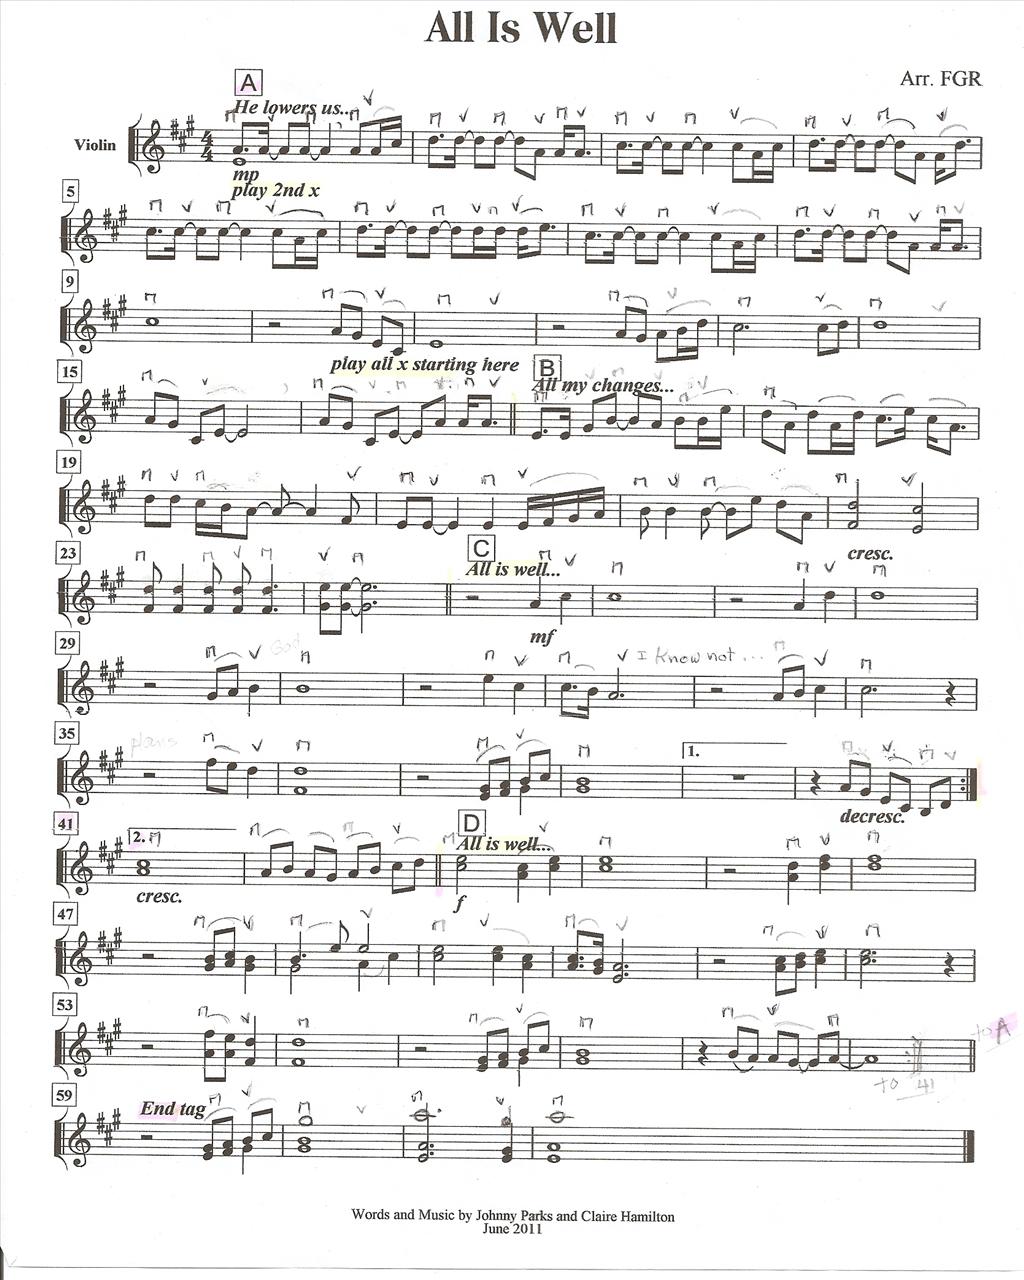 All Is Well
Arr. FGR
A
He lowers us...
Violin
4
4
mp
play 2nd x
5
9
play all x starting here
15
B
All my changes...
19
cresc.
23
C
All is well...
mf
29
God
I Know not ...
35
plans
1.
decresc.
41
2.
cresc.
D
All is well...
f
47
53
to A
to 41
59
End tag
Words and Music by Johnny Parks and Claire Hamilton
June 2011